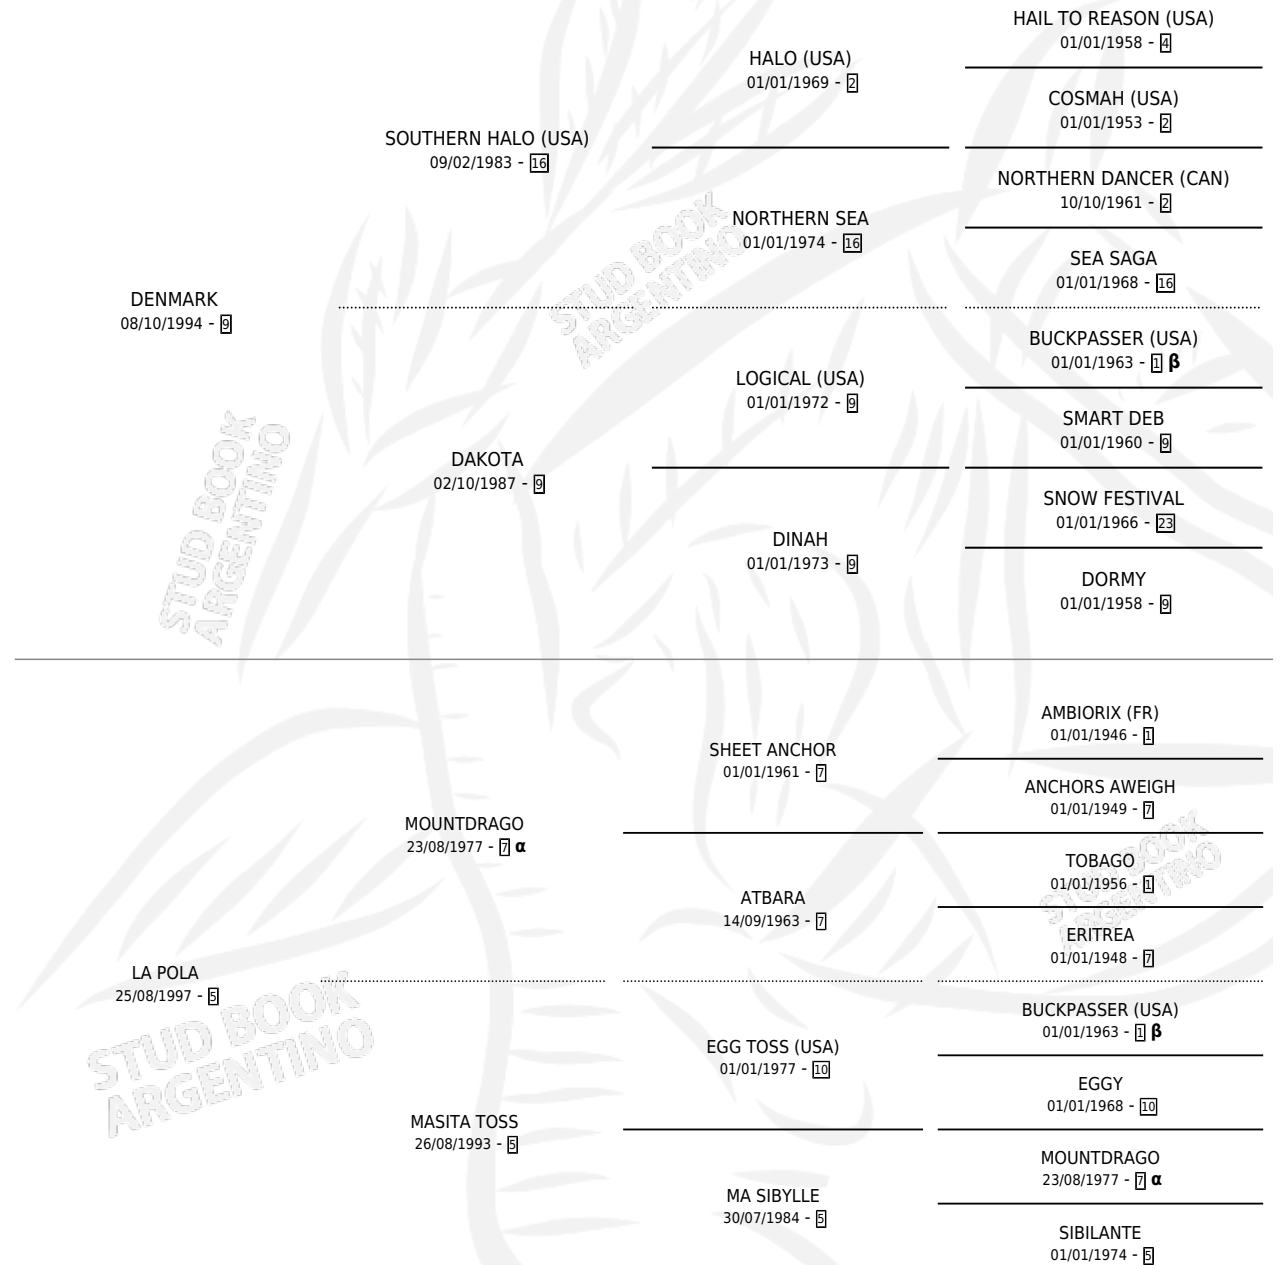 HAIL TO REASON (USA)
01/01/1958 - 4
HALO (USA)
01/01/1969 - 2
COSMAH (USA)
01/01/1953 - 2
SOUTHERN HALO (USA)
09/02/1983 - 16
NORTHERN DANCER (CAN)
10/10/1961 - 2
NORTHERN SEA
01/01/1974 - 16
SEA SAGA
01/01/1968 - 16
STUD BOOK
ARGENTINO
DENMARK
08/10/1994 - 9
BUCKPASSER (USA)
01/01/1963 - 1 β
LOGICAL (USA)
01/01/1972 - 9
SMART DEB
01/01/1960 - 9
DAKOTA
02/10/1987 - 9
SNOW FESTIVAL
01/01/1966 - 23
DINAH
01/01/1973 - 9
DORMY
01/01/1958 - 9
STUD BOOK
ARGENTINO
AMBIORIX (FR)
01/01/1946 - 1
SHEET ANCHOR
01/01/1961 - 7
ANCHORS AWEIGH
01/01/1949 - 7
MOUNTDRAGO
23/08/1977 - 7 α
TOBAGO
01/01/1956 - 1
ATBARA
14/09/1963 - 7
ERITREA
01/01/1948 - 7
STUD BOOK
ARGENTINO
LA POLA
25/08/1997 - 5
BUCKPASSER (USA)
01/01/1963 - 1 β
EGG TOSS (USA)
01/01/1977 - 10
EGGY
01/01/1968 - 10
STUD BOOK
ARGENTINO
MASITA TOSS
26/08/1993 - 5
MOUNTDRAGO
23/08/1977 - 7 α
MA SIBYLLE
30/07/1984 - 5
SIBILANTE
01/01/1974 - 5